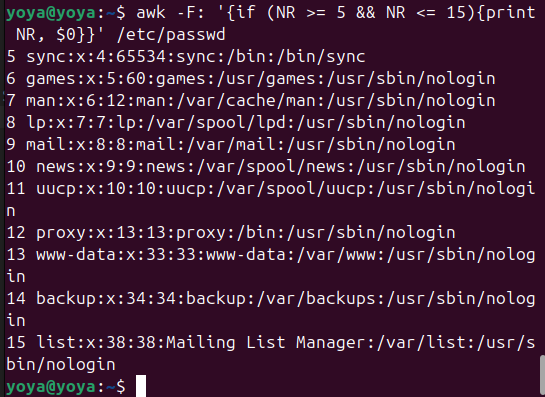 yoya@yoya:~$ awk -F: '{if (NR >= 5 && NR <= 15){print
 NR, $0}}' /etc/passwd
5 sync:x:4:65534:sync:/bin:/bin/sync
6 games:x:5:60:games:/usr/games:/usr/sbin/nologin
7 man:x:6:12:man:/var/cache/man:/usr/sbin/nologin
8 lp:x:7:7:lp:/var/spool/lpd:/usr/sbin/nologin
9 mail:x:8:8:mail:/var/mail:/usr/sbin/nologin
10 news:x:9:9:news:/var/spool/news:/usr/sbin/nologin
11 uucp:x:10:10:uucp:/var/spool/uucp:/usr/sbin/nologi
n
12 proxy:x:13:13:proxy:/bin:/usr/sbin/nologin
13 www-data:x:33:33:www-data:/var/www:/usr/sbin/nolog
in
14 backup:x:34:34:backup:/var/backups:/usr/sbin/nolog
in
15 list:x:38:38:Mailing List Manager:/var/list:/usr/s
bin/nologin
yoya@yoya:~$